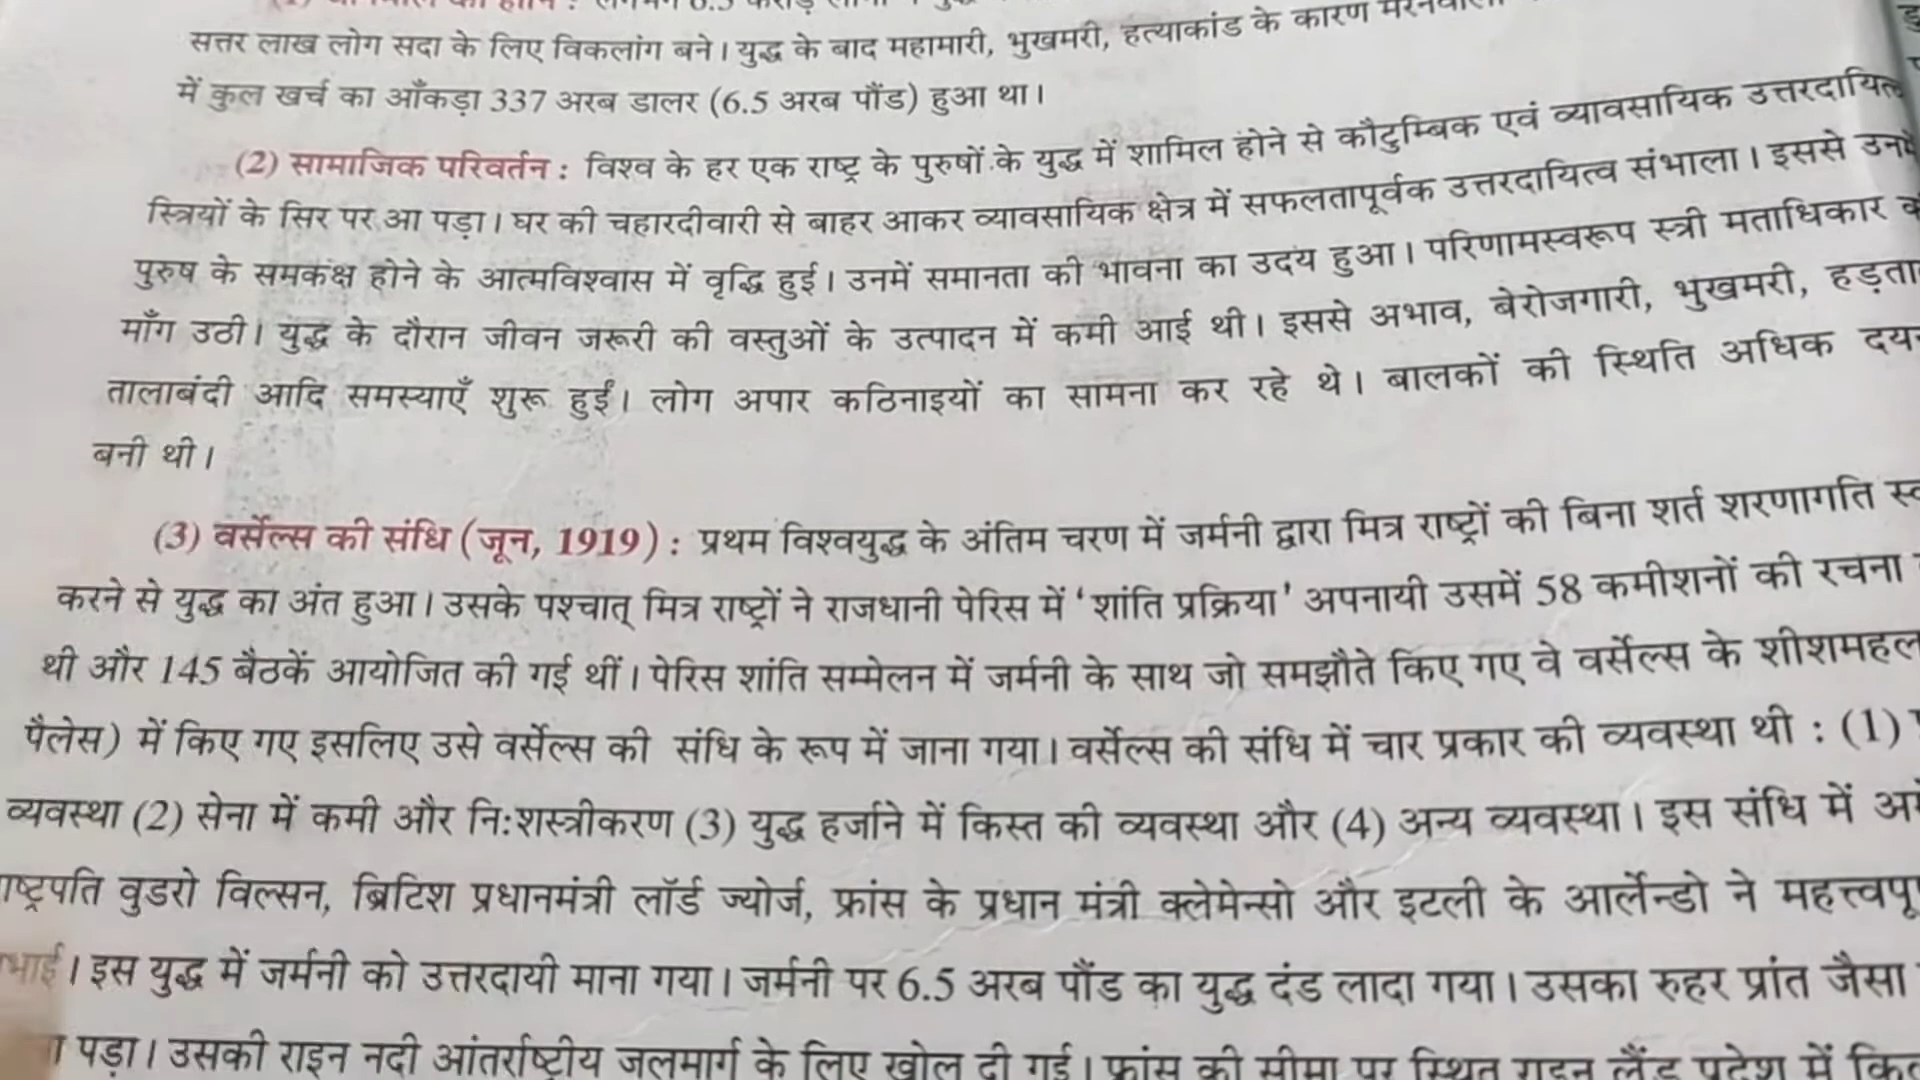 सत्तर लाख लोग सदा के लिए विकलांग बने। युद्ध के बाद महामारी, भुखमरी, हत्याकांड के कारण
में कुल खर्च का आँकड़ा 337 अरब डालर (6.5 अरब पौंड) हुआ था।
(2) सामाजिक परिवर्तन : विश्व के हर एक राष्ट्र के पुरुषों के युद्ध में शामिल होने से कौटुम्बिक एवं व्यावसायिक उत्तरदायित्व
स्त्रियों के सिर पर आ पड़ा। घर की चहारदीवारी से बाहर आकर व्यावसायिक क्षेत्र में सफलतापूर्वक उत्तरदायित्व संभाला। इससे
पुरुष के समकक्ष होने के आत्मविश्वास में वृद्धि हुई। उनमें समानता की भावना का उदय हुआ। परिणामस्वरूप स्त्री मताधिकार
माँग उठी। युद्ध के दौरान जीवन जरूरी की वस्तुओं के उत्पादन में कमी आई थी। इससे अभाव, बेरोजगारी, भुखमरी,
तालाबंदी आदि समस्याएँ शुरू हुईं। लोग अपार कठिनाइयों का सामना कर रहे थे। बालकों की स्थिति अधिक
बनी थी।
(3) वर्सेल्स की संधि (जून, 1919) : प्रथम विश्वयुद्ध के अंतिम चरण में जर्मनी द्वारा मित्र राष्ट्रों की बिना शर्त शरणागति
करने से युद्ध का अंत हुआ। उसके पश्चात् मित्र राष्ट्रों ने राजधानी पेरिस में 'शांति प्रक्रिया' अपनायी उसमें 58 कमीशनों की रचना
थी और 145 बैठकें आयोजित की गई थीं। पेरिस शांति सम्मेलन में जर्मनी के साथ जो समझौते किए गए वे वर्सेल्स के शीशमहल
पैलेस) में किए गए इसलिए उसे वर्सेल्स की संधि के रूप में जाना गया। वर्सेल्स की संधि में चार प्रकार की व्यवस्था थी : (1)
व्यवस्था (2) सेना में कमी और नि:शस्त्रीकरण (3) युद्ध हर्जाने में किस्त की व्यवस्था और (4) अन्य व्यवस्था। इस संधि में
वुडरो विल्सन, ब्रिटिश प्रधानमंत्री लॉर्ड ज्योर्ज, फ्रांस के प्रधान मंत्री क्लेमेन्सो और इटली के आर्लेन्डो ने
इस युद्ध में जर्मनी को उत्तरदायी माना गया। जर्मनी पर 6.5 अरब पौंड का युद्ध दंड लादा गया। उसका रुहर प्रांत जैसा
पड़ा। उसकी राइन नदी आंतर्राष्ट्रीय जलमार्ग के लिए खोल दी गई। फ्रांस की सीमा पर स्थित राइन लैंड प्रदेश में